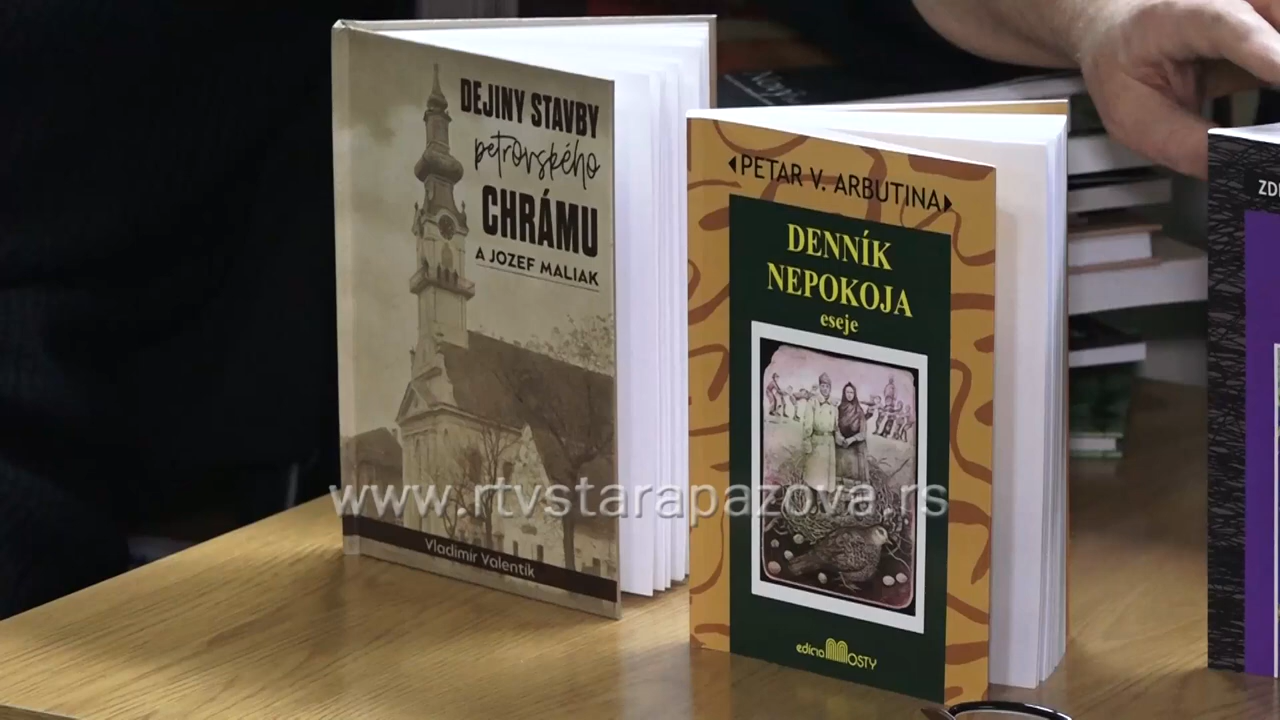 DEJINY STAVBY
petrovského
CHRÁMU
A JOZEF MALIAK
Vladimír Valentík
PETAR V. ARBUTINA
DENNÍK
NEPOKOJA
eseje
edícia MOSTY
www.rtvstarapazova.rs